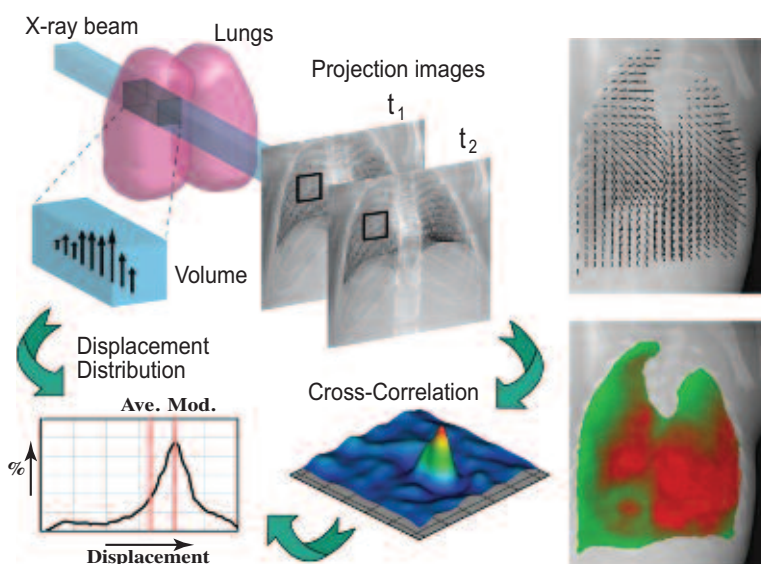 X-ray beam
Lungs
Projection images
t1
t2
Volume
Displacement
Distribution
Cross-Correlation
Ave. Mod.
%
Displacement